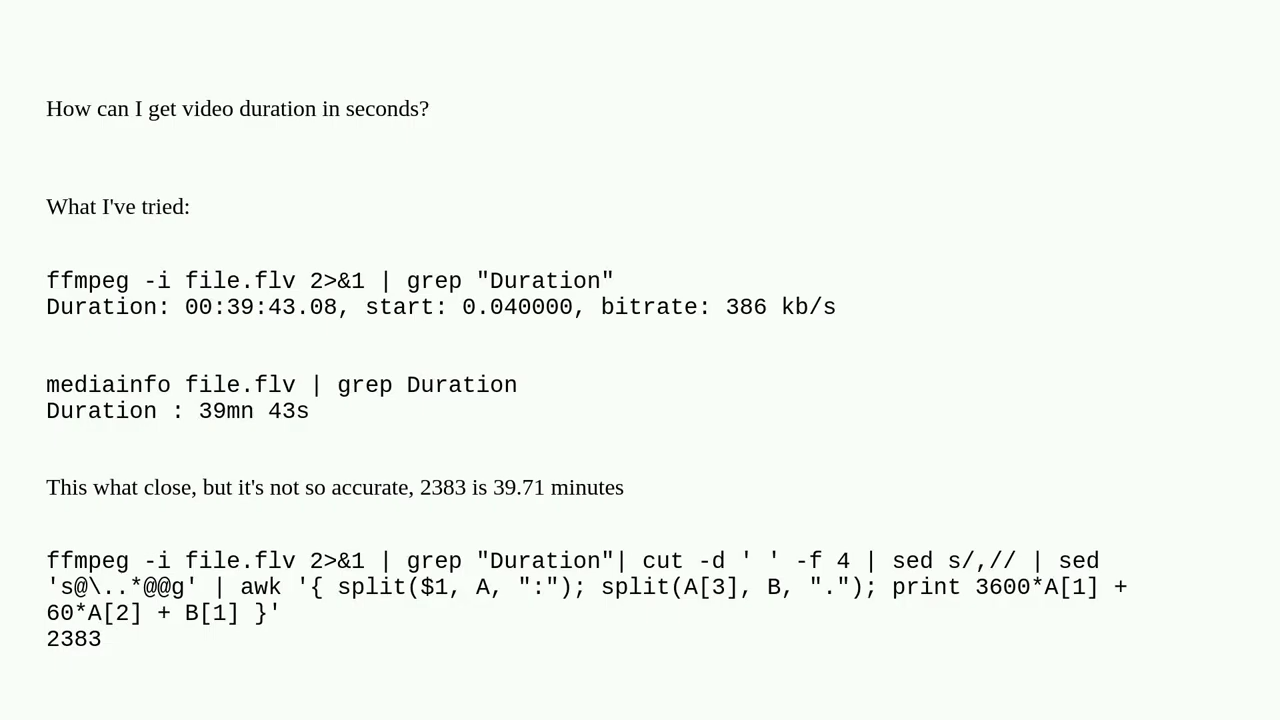 How can I get video duration in seconds?
What I've tried:
ffmpeg -i file.flv 2>&1 | grep "Duration"
Duration: 00:39:43.08, start: 0.040000, bitrate: 386 kb/s
mediainfo file.flv | grep Duration
Duration : 39mn 43s
This what close, but it's not so accurate, 2383 is 39.71 minutes
ffmpeg -i file.flv 2>&1 | grep "Duration"| cut -d ' ' -f 4 | sed s/,// | sed
's@\..*@@g' | awk '{ split($1, A, ":"); split(A[3], B, "."); print 3600*A[1] +
60*A[2] + B[1] }'
2383